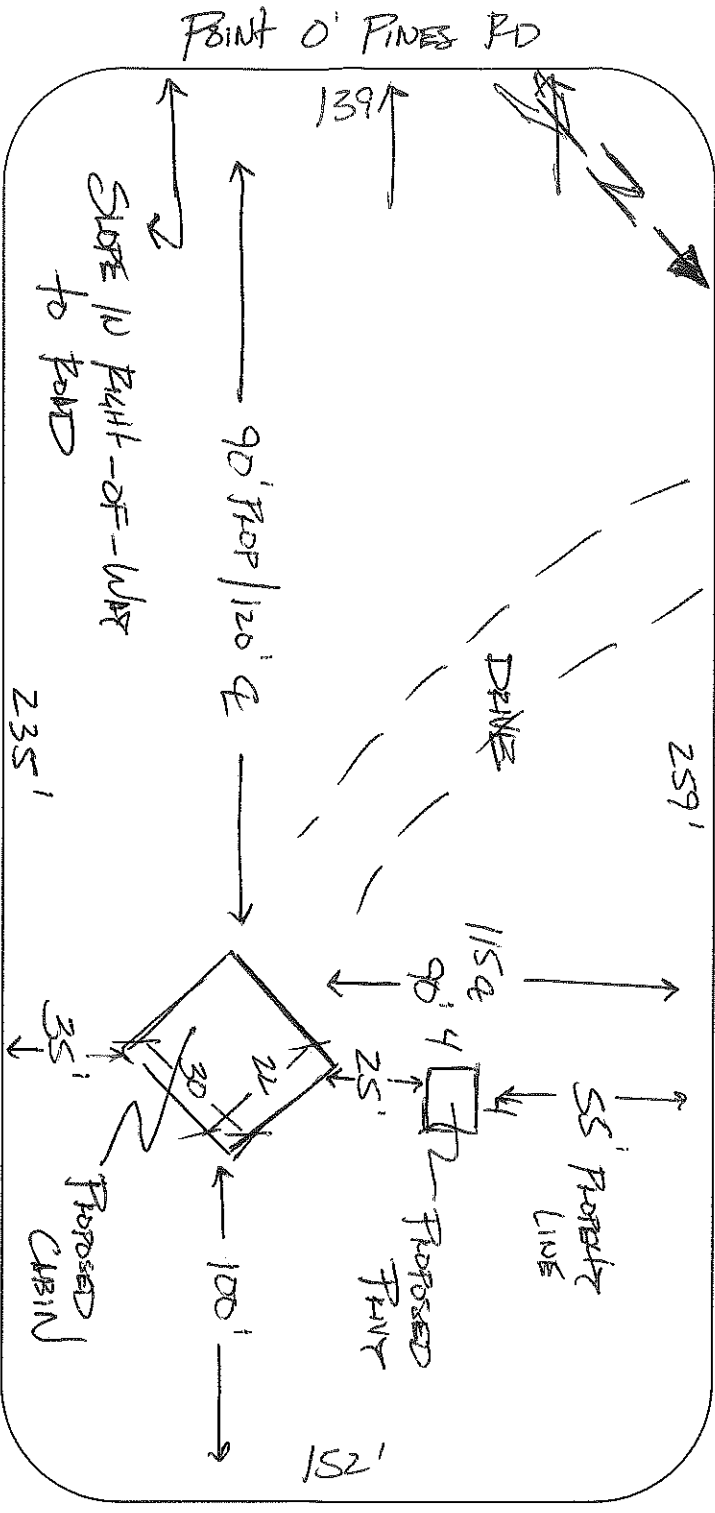 POINT O' PINES RD
139
N
SLOPE IN RIGHT-OF-WAY
TO POND
90' PROP/120' ℄
235'
DRIVE
259'
115 ℄
90'
4
4
25'
55' PROPERTY
LINE
PROPOSED
PRIVY
30
22
35'
PROPOSED
CABIN
100'
152'